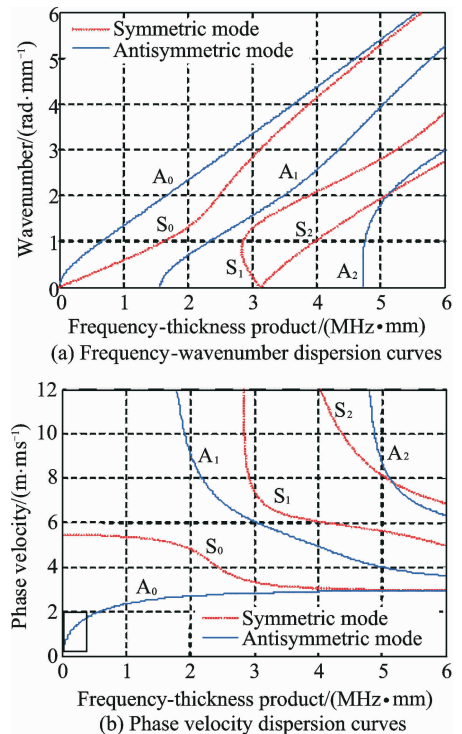 6
Symmetric mode
Antisymmetric mode
5
4
3
2
1
0
Wavenumber/(rad·mm⁻¹)
A₀
A₁
S₀
S₂
S₁
A₂
0 1 2 3 4 5 6
Frequency-thickness product/(MHz·mm)
(a) Frequency-wavenumber dispersion curves
12
10
8
6
4
2
0
Phase velocity/(m·ms⁻¹)
S₂
A₁
A₂
S₁
S₀
A₀
Symmetric mode
Antisymmetric mode
0 1 2 3 4 5 6
Frequency-thickness product/(MHz·mm)
(b) Phase velocity dispersion curves